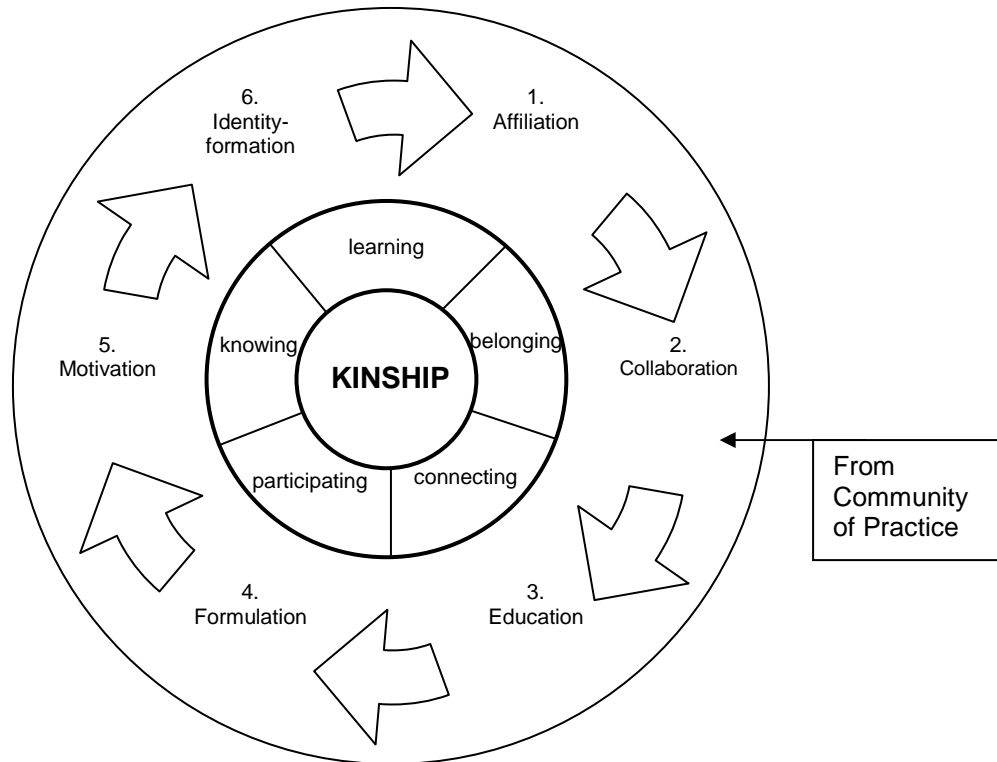 1.
Affiliation
2.
Collaboration
3.
Education
4.
Formulation
5.
Motivation
6.
Identity-
formation
learning
belonging
connecting
participating
knowing
KINSHIP
From
Community
of Practice